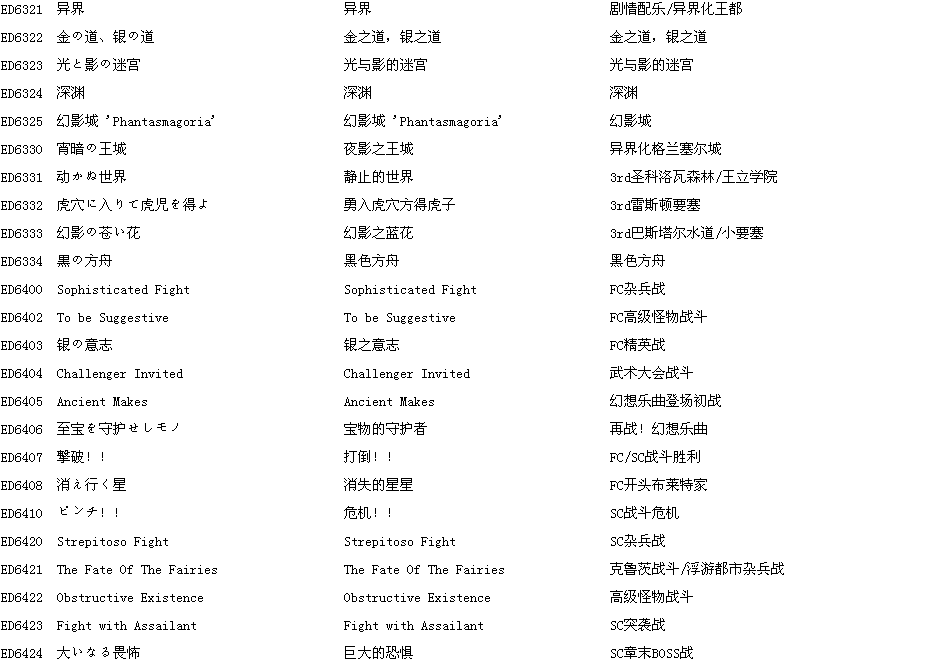 ED6321 异界 异界 剧情配乐/异界化王都
ED6322 金の道、银の道 金之道，银之道 金之道，银之道
ED6323 光と影の迷宫 光与影的迷宫 光与影的迷宫
ED6324 深渊 深渊 深渊
ED6325 幻影城 'Phantasmagoria' 幻影城 'Phantasmagoria' 幻影城
ED6330 宵暗の王城 夜影之王城 异界化格兰塞尔城
ED6331 动かぬ世界 静止的世界 3rd圣科洛瓦森林/王立学院
ED6332 虎穴に入りて虎児を得よ 勇入虎穴方得虎子 3rd雷斯顿要塞
ED6333 幻影の苍い花 幻影之蓝花 3rd巴斯塔尔水道/小要塞
ED6334 黒の方舟 黑色方舟 黑色方舟
ED6400 Sophisticated Fight Sophisticated Fight FC杂兵战
ED6402 To be Suggestive To be Suggestive FC高级怪物战斗
ED6403 银の意志 银之意志 FC精英战
ED6404 Challenger Invited Challenger Invited 武术大会战斗
ED6405 Ancient Makes Ancient Makes 幻想乐曲登场初战
ED6406 至宝を守护せしモノ 宝物的守护者 再战！幻想乐曲
ED6407 撃破！！ 打倒！！ FC/SC战斗胜利
ED6408 消え行く星 消失的星星 FC开头布莱特家
ED6410 ピンチ！！ 危机！！ SC战斗危机
ED6420 Strepitoso Fight Strepitoso Fight SC杂兵战
ED6421 The Fate Of The Fairies The Fate Of The Fairies 克鲁茨战斗/浮游都市杂兵战
ED6422 Obstructive Existence Obstructive Existence 高级怪物战斗
ED6423 Fight with Assailant Fight with Assailant SC突袭战
ED6424 大いなる畏怖 巨大的恐惧 SC章末BOSS战